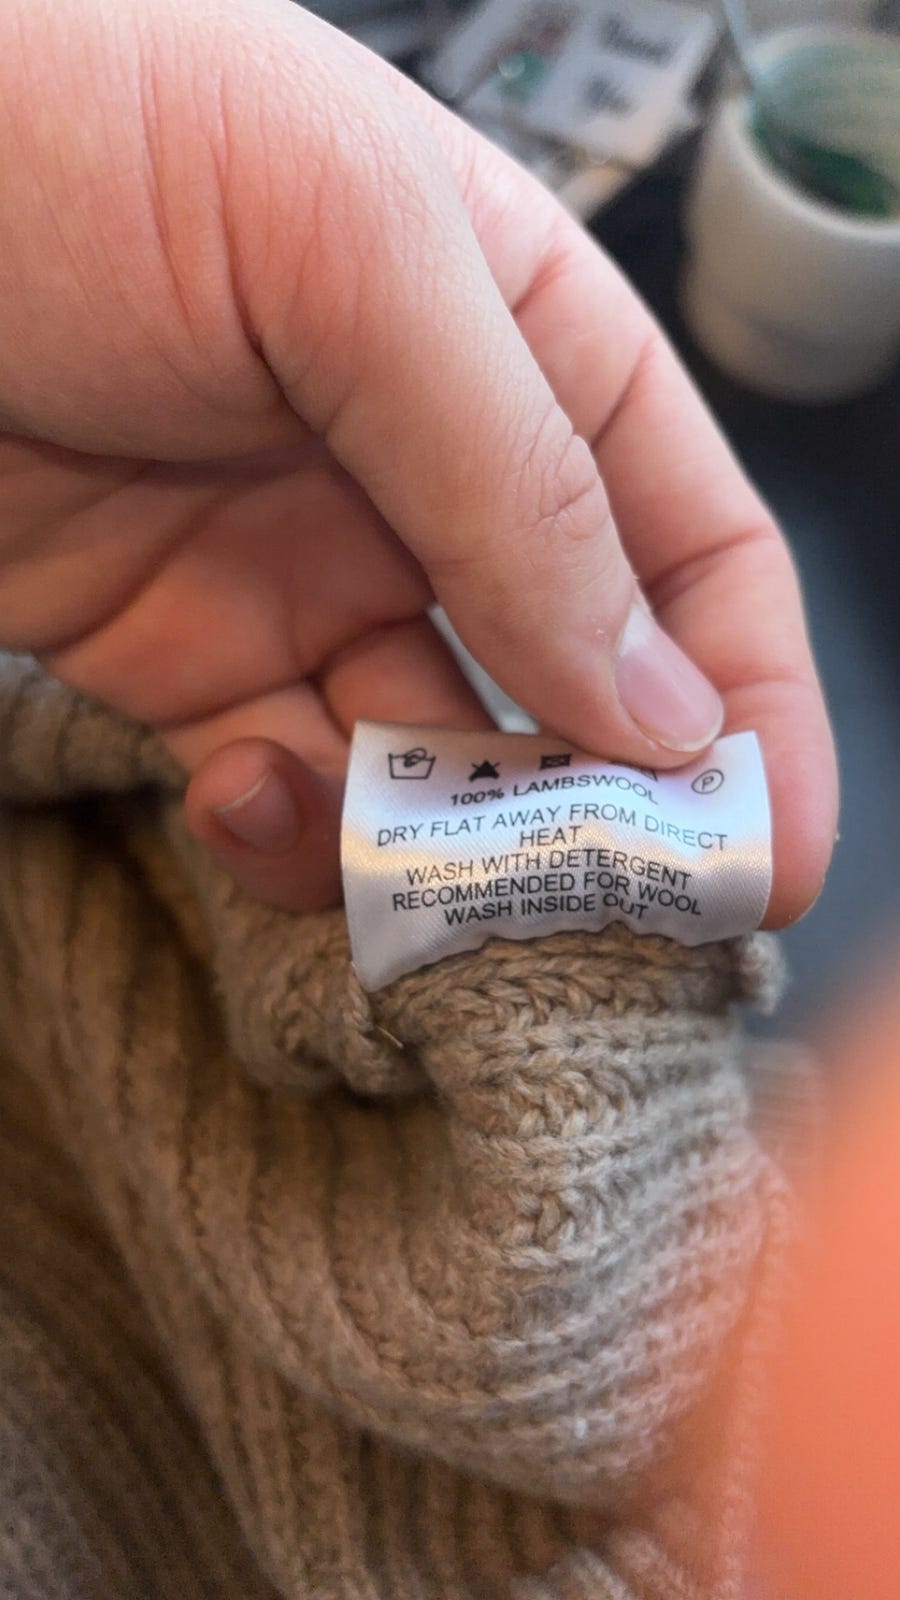 P
100% LAMBSWOOL
DRY FLAT AWAY FROM DIRECT
HEAT
WASH WITH DETERGENT
RECOMMENDED FOR WOOL
WASH INSIDE OUT